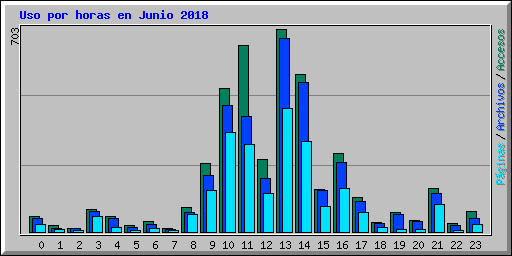 Uso por horas en Junio 2018
703
Páginas / Archivos / Accesos
0 1 2 3 4 5 6 7 8 9 10 11 12 13 14 15 16 17 18 19 20 21 22 23